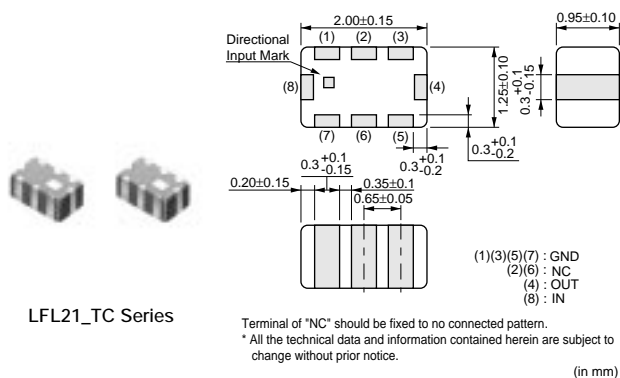 2.00±0.15
0.95±0.10
(1) (2) (3)
Directional
Input Mark
(8)
(4)
1.25±0.10
0.3+0.1-0.15
(7) (6) (5)
0.3+0.1-0.2
0.3+0.1-0.2
0.3+0.1-0.15
0.20±0.15
0.35±0.1
0.65±0.05
(1)(3)(5)(7) : GND
(2)(6) : NC
(4) : OUT
(8) : IN
LFL21_TC Series
Terminal of "NC" should be fixed to no connected pattern.
* All the technical data and information contained herein are subject to
change without prior notice.
(in mm)